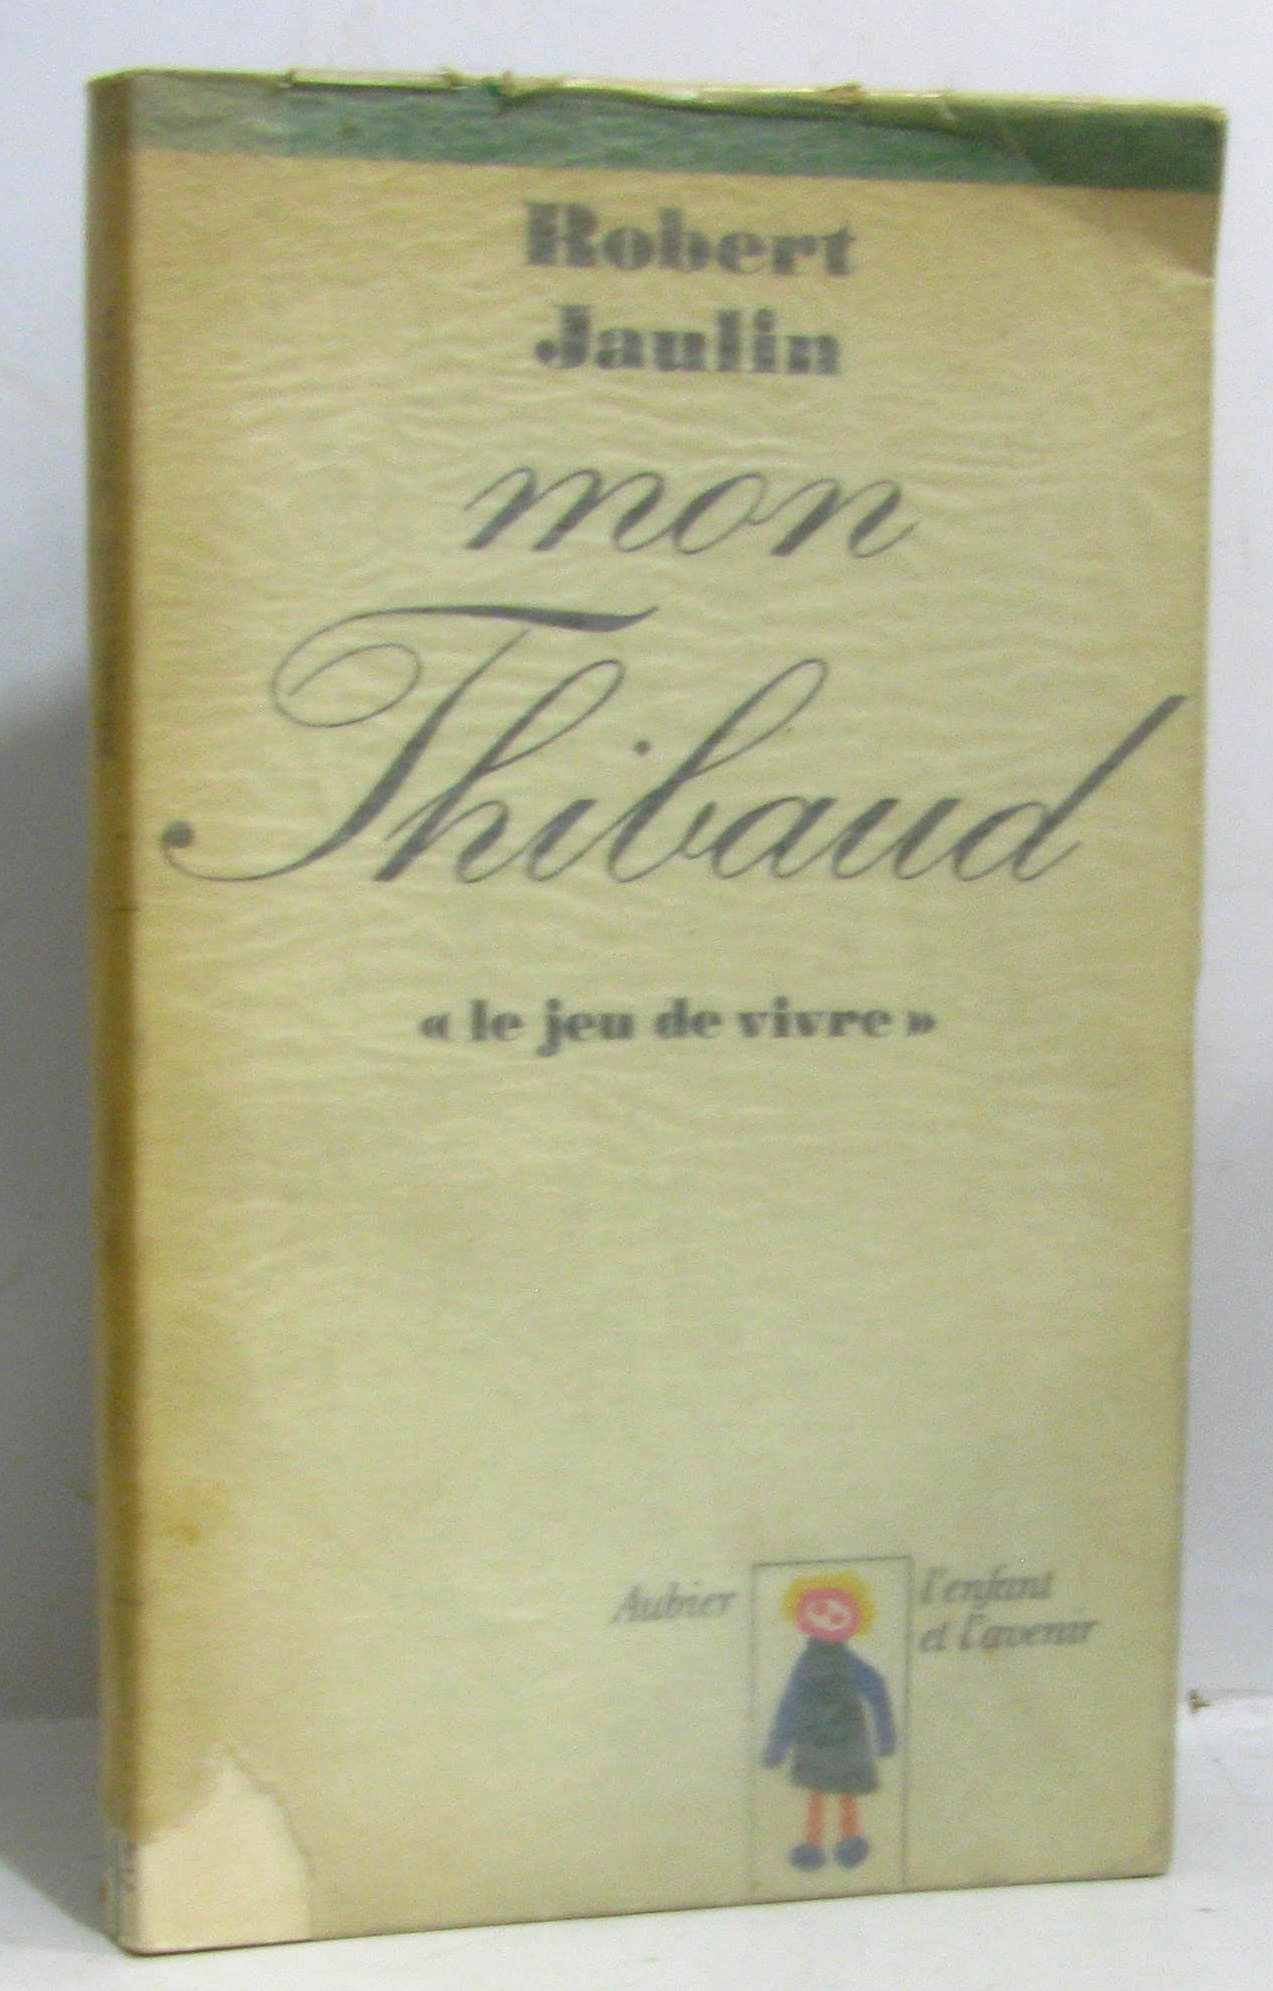 Robert
Jaulin
mon
Thibaud
« le jeu de vivre »
Aubier
l'enfant
et l'avenir